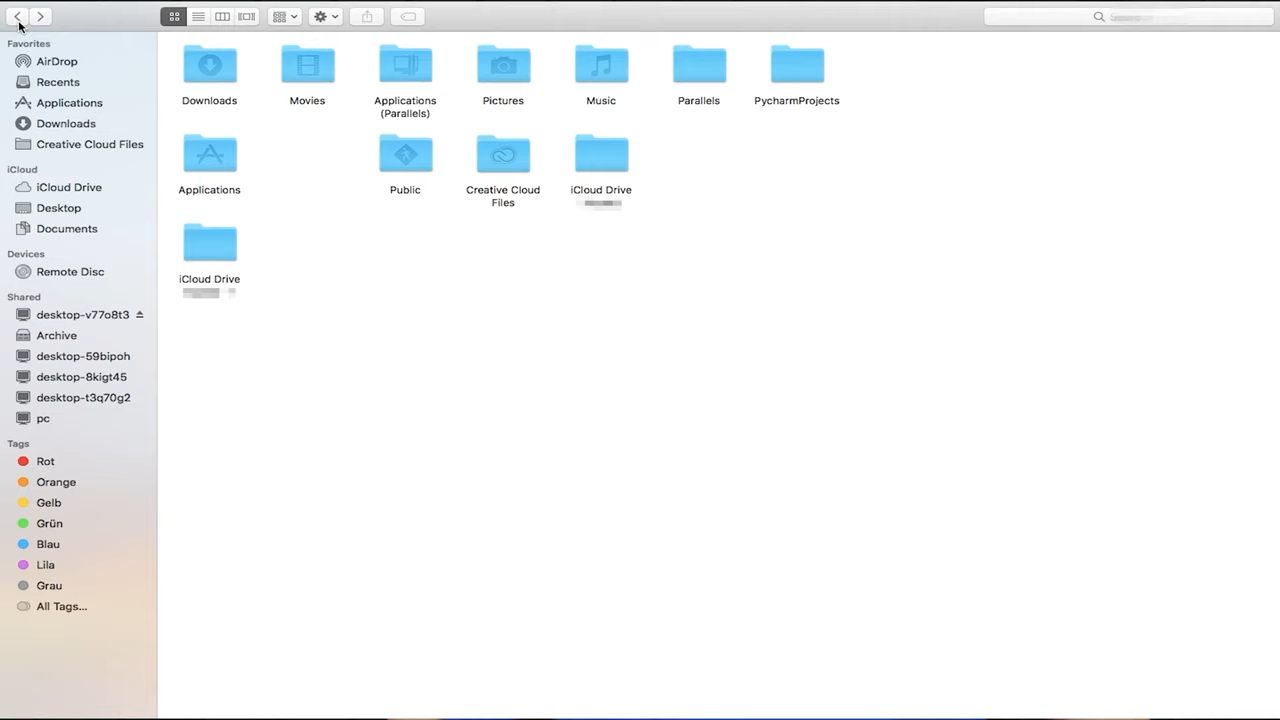 Favorites
AirDrop
Recents
Applications
Downloads
Creative Cloud Files
iCloud
iCloud Drive
Desktop
Documents
Devices
Remote Disc
Shared
desktop-v77o8t3
Archive
desktop-59bipoh
desktop-8kigt45
desktop-t3q70g2
pc
Tags
Rot
Orange
Gelb
Grün
Blau
Lila
Grau
All Tags...
Downloads
Movies
Applications
(Parallels)
Pictures
Music
Parallels
PycharmProjects
Applications
Public
Creative Cloud
Files
iCloud Drive
iCloud Drive